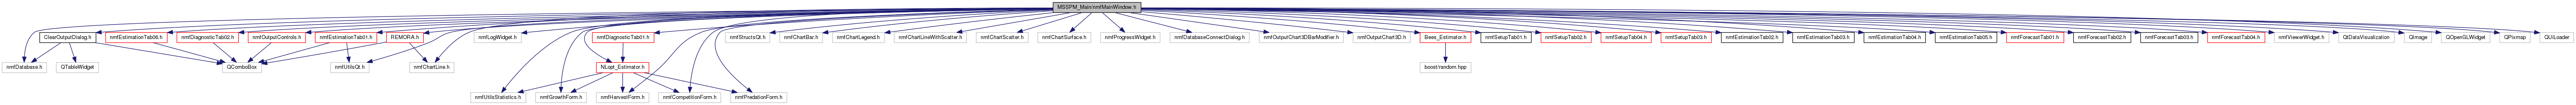 MSSPM_Main/nmfMainWindow.h
ClearOutputDialog.h
nmfEstimationTab06.h
nmfDiagnosticTab02.h
nmfOutputControls.h
nmfEstimationTab01.h
REMORA.h
nmfLogWidget.h
nmfDiagnosticTab01.h
nmfStructsQt.h
nmfChartBar.h
nmfChartLegend.h
nmfChartLineWithScatter.h
nmfChartScatter.h
nmfChartSurface.h
nmfProgressWidget.h
nmfDatabaseConnectDialog.h
nmfOutputChart3DBarModifier.h
nmfOutputChart3D.h
Bees_Estimator.h
nmfSetupTab01.h
nmfSetupTab02.h
nmfSetupTab04.h
nmfSetupTab03.h
nmfEstimationTab02.h
nmfEstimationTab03.h
nmfEstimationTab04.h
nmfEstimationTab05.h
nmfForecastTab01.h
nmfForecastTab02.h
nmfForecastTab03.h
nmfForecastTab04.h
nmfViewerWidget.h
QtDataVisualization
QImage
QOpenGLWidget
QPixmap
QUiLoader
nmfDatabase.h
QTableWidget
QComboBox
nmfUtilsQt.h
nmfChartLine.h
NLopt_Estimator.h
boost/random.hpp
nmfUtilsStatistics.h
nmfGrowthForm.h
nmfHarvestForm.h
nmfCompetitionForm.h
nmfPredationForm.h